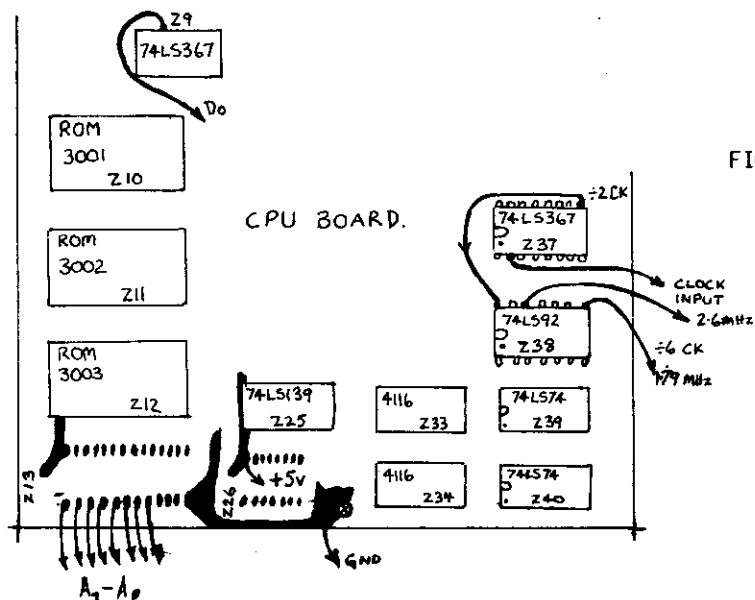 Z9
74LS367
D0
ROM
3001
Z10
FI
CPU BOARD.
÷2CK
74LS367
Z37
CLOCK
INPUT
ROM
3002
Z11
74LS92
Z38
2.6mHz
÷6 CK
1.79 MHz
ROM
3003
Z12
74LS139
Z25
4116
Z33
74LS74
Z39
Z13
+5v
Z26
4116
Z34
74LS74
Z40
GND